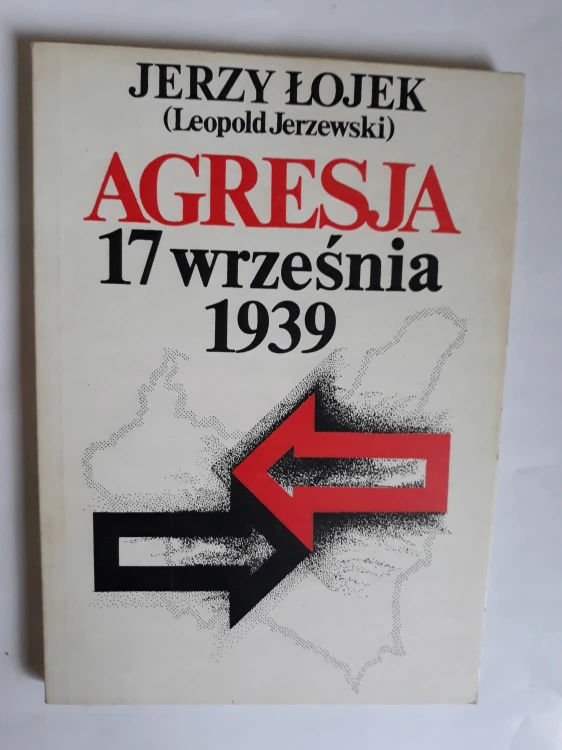 JERZY ŁOJEK
(Leopold Jerzewski)
AGRESJA
17 września
1939